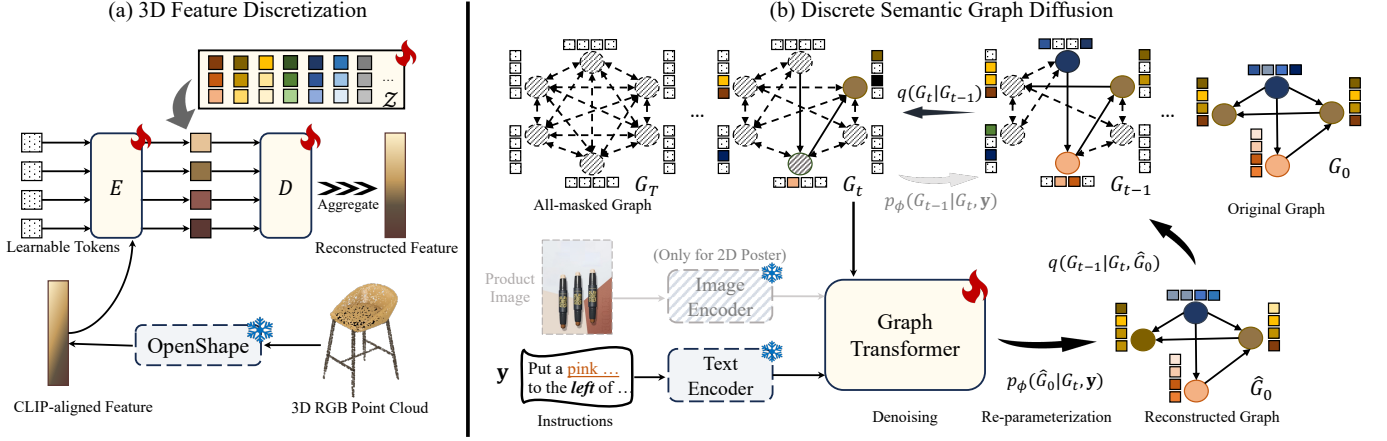 (a) 3D Feature Discretization
...
𝒵
E
D
Aggregate
Learnable Tokens
Reconstructed Feature
OpenShape
CLIP-aligned Feature
3D RGB Point Cloud
(b) Discrete Semantic Graph Diffusion
G_T
All-masked Graph
...
G_t
q(G_t|G_{t−1})
p_ϕ(G_{t−1}|G_t, y)
G_{t−1}
...
G_0
Original Graph
(Only for 2D Poster)
Product
Image
Image
Encoder
y
Put a pink ...
to the left of ...
Instructions
Text
Encoder
Graph
Transformer
Denoising
q(G_{t−1}|G_t, Ĝ_0)
p_ϕ(Ĝ_0|G_t, y)
Re-parameterization
Ĝ_0
Reconstructed Graph